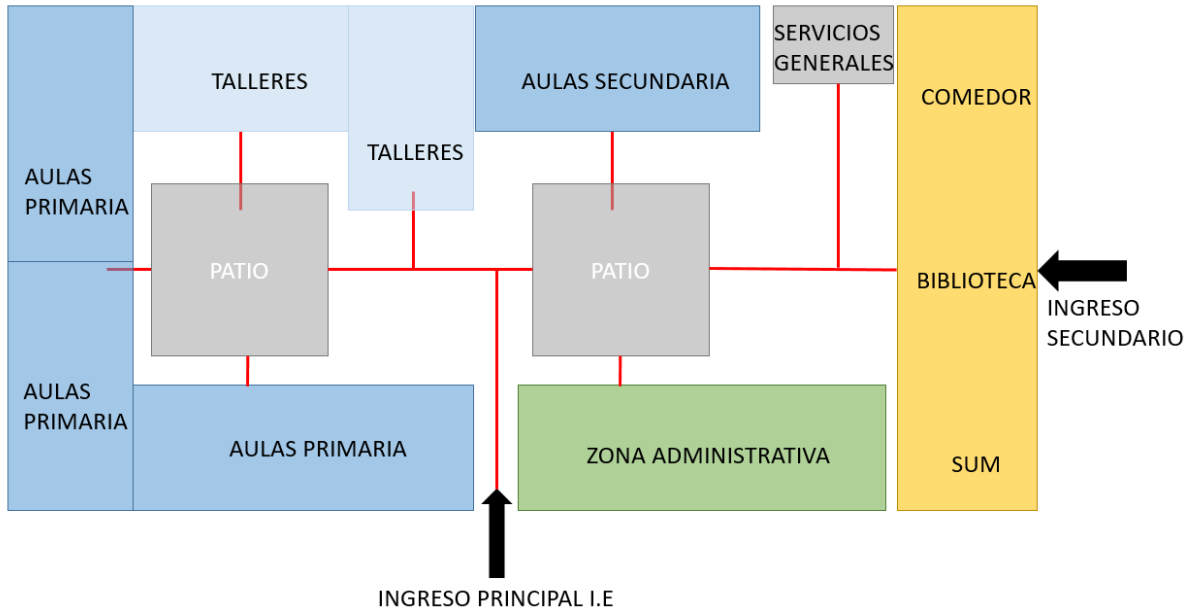 TALLERES
AULAS SECUNDARIA
SERVICIOS
GENERALES
COMEDOR
TALLERES
AULAS
PRIMARIA
PATIO
PATIO
BIBLIOTECA
INGRESO
SECUNDARIO
AULAS
PRIMARIA
AULAS PRIMARIA
ZONA ADMINISTRATIVA
SUM
INGRESO PRINCIPAL I.E